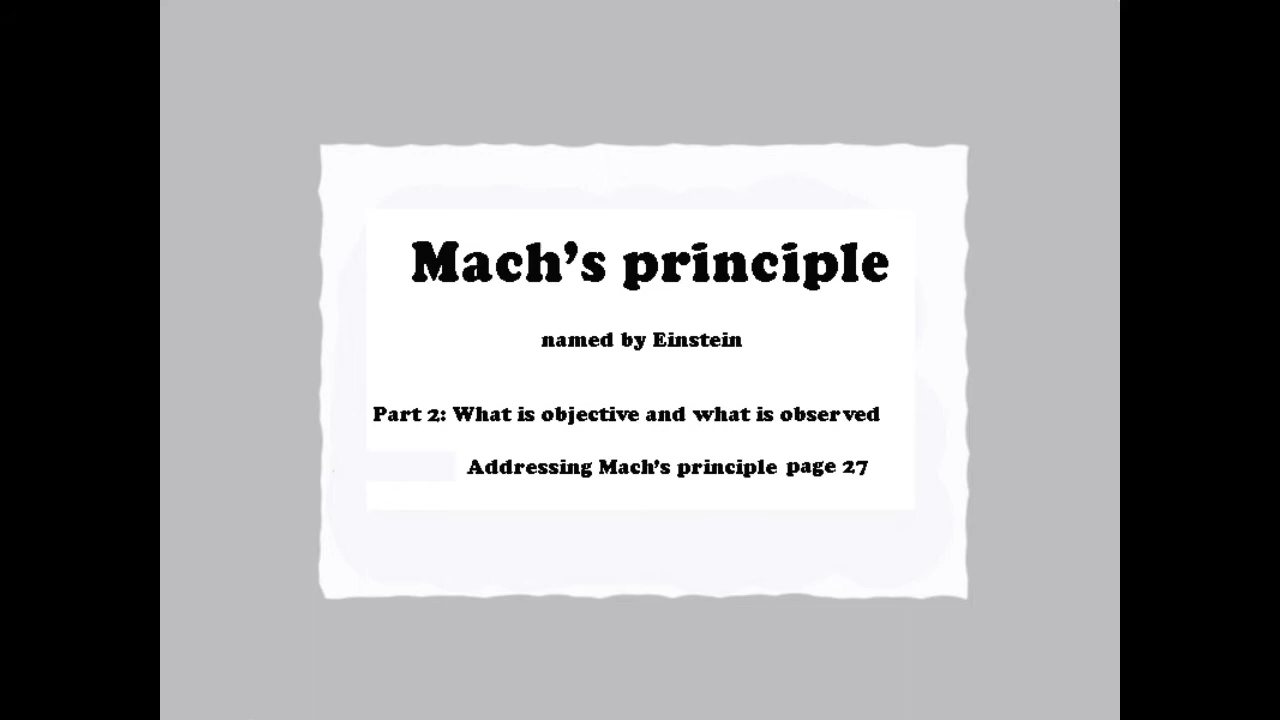 Mach's principle
named by Einstein
Part 2: What is objective and what is observed
Addressing Mach's principle page 27